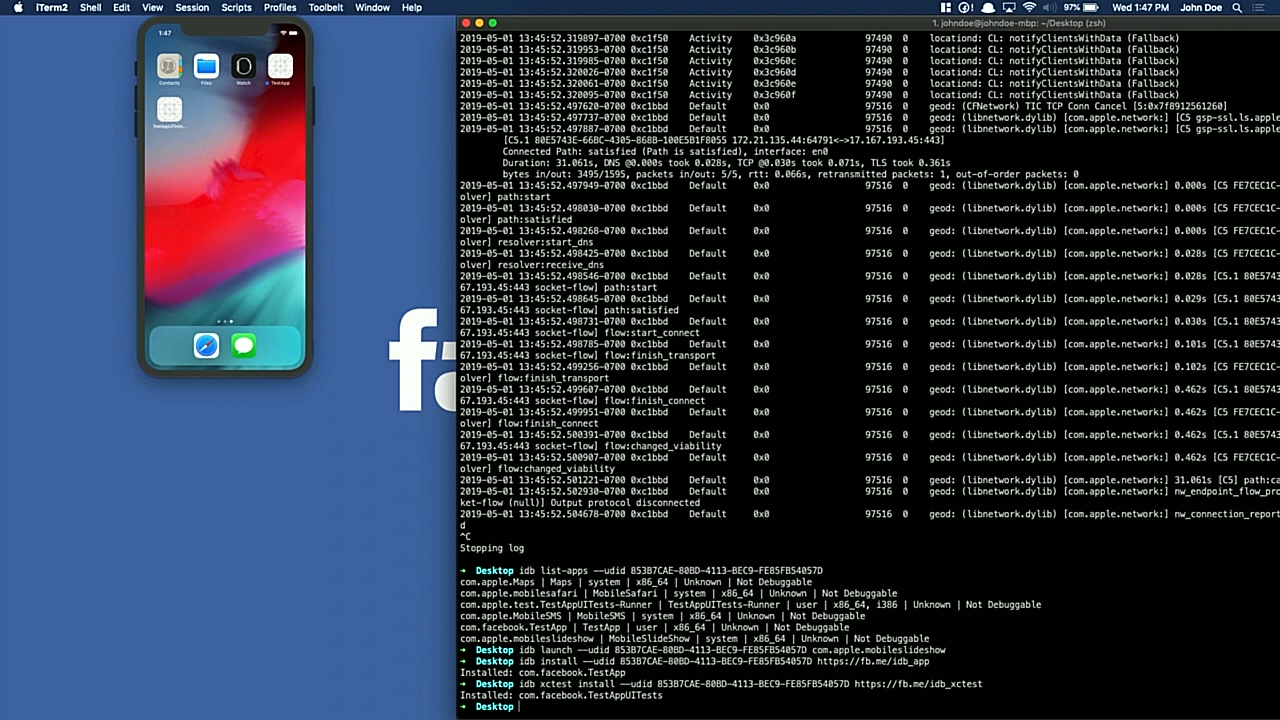 iTerm2 Shell Edit View Session Scripts Profiles Toolbelt Window Help 97% Wed 1:47 PM John Doe
1:47
Contacts Files Watch TestApp
fa
1. johndoe@johndoe-mbp: ~/Desktop (zsh)
2019-05-01 13:45:52.319897-0700 0xc1f50 Activity 0x3c960a 97490 0 locationd: CL: notifyClientsWithData (Fallback)
2019-05-01 13:45:52.319953-0700 0xc1f50 Activity 0x3c960b 97490 0 locationd: CL: notifyClientsWithData (Fallback)
2019-05-01 13:45:52.319985-0700 0xc1f50 Activity 0x3c960c 97490 0 locationd: CL: notifyClientsWithData (Fallback)
2019-05-01 13:45:52.320026-0700 0xc1f50 Activity 0x3c960d 97490 0 locationd: CL: notifyClientsWithData (Fallback)
2019-05-01 13:45:52.320061-0700 0xc1f50 Activity 0x3c960e 97490 0 locationd: CL: notifyClientsWithData (Fallback)
2019-05-01 13:45:52.320095-0700 0xc1f50 Activity 0x3c960f 97490 0 locationd: CL: notifyClientsWithData (Fallback)
2019-05-01 13:45:52.497620-0700 0xc1bbd Default 0x0 97516 0 geod: (CFNetwork) TIC TCP Conn Cancel [5:0x7f8912561260]
2019-05-01 13:45:52.497737-0700 0xc1bbd Default 0x0 97516 0 geod: (libnetwork.dylib) [com.apple.network:] [C5 gsp-ssl.ls.apple
2019-05-01 13:45:52.497887-0700 0xc1bbd Default 0x0 97516 0 geod: (libnetwork.dylib) [com.apple.network:] [C5 gsp-ssl.ls.apple
[C5.1 80E5743E-66BC-4305-868B-100E5B1F8055 172.21.135.44:64791<->17.167.193.45:443]
Connected Path: satisfied (Path is satisfied), interface: en0
Duration: 31.061s, DNS @0.000s took 0.028s, TCP @0.030s took 0.071s, TLS took 0.361s
bytes in/out: 3495/1595, packets in/out: 5/5, rtt: 0.066s, retransmitted packets: 1, out-of-order packets: 0
2019-05-01 13:45:52.497949-0700 0xc1bbd Default 0x0 97516 0 geod: (libnetwork.dylib) [com.apple.network:] 0.000s [C5 FE7CEC1C-
olver] path:start
2019-05-01 13:45:52.498030-0700 0xc1bbd Default 0x0 97516 0 geod: (libnetwork.dylib) [com.apple.network:] 0.000s [C5 FE7CEC1C-
olver] path:satisfied
2019-05-01 13:45:52.498268-0700 0xc1bbd Default 0x0 97516 0 geod: (libnetwork.dylib) [com.apple.network:] 0.000s [C5 FE7CEC1C-
olver] resolver:start_dns
2019-05-01 13:45:52.498425-0700 0xc1bbd Default 0x0 97516 0 geod: (libnetwork.dylib) [com.apple.network:] 0.028s [C5 FE7CEC1C-
olver] resolver:receive_dns
2019-05-01 13:45:52.498546-0700 0xc1bbd Default 0x0 97516 0 geod: (libnetwork.dylib) [com.apple.network:] 0.028s [C5.1 80E5743
67.193.45:443 socket-flow] path:start
2019-05-01 13:45:52.498645-0700 0xc1bbd Default 0x0 97516 0 geod: (libnetwork.dylib) [com.apple.network:] 0.029s [C5.1 80E5743
67.193.45:443 socket-flow] path:satisfied
2019-05-01 13:45:52.498731-0700 0xc1bbd Default 0x0 97516 0 geod: (libnetwork.dylib) [com.apple.network:] 0.030s [C5.1 80E5743
67.193.45:443 socket-flow] flow:start_connect
2019-05-01 13:45:52.498785-0700 0xc1bbd Default 0x0 97516 0 geod: (libnetwork.dylib) [com.apple.network:] 0.101s [C5.1 80E5743
67.193.45:443 socket-flow] flow:finish_transport
2019-05-01 13:45:52.499256-0700 0xc1bbd Default 0x0 97516 0 geod: (libnetwork.dylib) [com.apple.network:] 0.102s [C5 FE7CEC1C-
olver] flow:finish_transport
2019-05-01 13:45:52.499607-0700 0xc1bbd Default 0x0 97516 0 geod: (libnetwork.dylib) [com.apple.network:] 0.462s [C5.1 80E5743
67.193.45:443 socket-flow] flow:finish_connect
2019-05-01 13:45:52.499951-0700 0xc1bbd Default 0x0 97516 0 geod: (libnetwork.dylib) [com.apple.network:] 0.462s [C5 FE7CEC1C-
olver] flow:finish_connect
2019-05-01 13:45:52.500391-0700 0xc1bbd Default 0x0 97516 0 geod: (libnetwork.dylib) [com.apple.network:] 0.462s [C5.1 80E5743
67.193.45:443 socket-flow] flow:changed_viability
2019-05-01 13:45:52.500907-0700 0xc1bbd Default 0x0 97516 0 geod: (libnetwork.dylib) [com.apple.network:] 0.462s [C5 FE7CEC1C-
olver] flow:changed_viability
2019-05-01 13:45:52.501221-0700 0xc1bbd Default 0x0 97516 0 geod: (libnetwork.dylib) [com.apple.network:] 31.061s [C5] path:ca
2019-05-01 13:45:52.502930-0700 0xc1bbd Default 0x0 97516 0 geod: (libnetwork.dylib) [com.apple.network:] nw_endpoint_flow_pro
ket-flow (null)] Output protocol disconnected
2019-05-01 13:45:52.504678-0700 0xc1bbd Default 0x0 97516 0 geod: (libnetwork.dylib) [com.apple.network:] nw_connection_report
d
^C
Stopping log
➜ Desktop idb list-apps --udid 853B7CAE-80BD-4113-BEC9-FE85FB54057D
com.apple.Maps | Maps | system | x86_64 | Unknown | Not Debuggable
com.apple.mobilesafari | MobileSafari | system | x86_64 | Unknown | Not Debuggable
com.apple.test.TestAppUITests-Runner | TestAppUITests-Runner | user | x86_64, i386 | Unknown | Not Debuggable
com.apple.MobileSMS | MobileSMS | system | x86_64 | Unknown | Not Debuggable
com.facebook.TestApp | TestApp | user | x86_64 | Unknown | Not Debuggable
com.apple.mobileslideshow | MobileSlideShow | system | x86_64 | Unknown | Not Debuggable
➜ Desktop idb launch --udid 853B7CAE-80BD-4113-BEC9-FE85FB54057D com.apple.mobileslideshow
➜ Desktop idb install --udid 853B7CAE-80BD-4113-BEC9-FE85FB54057D https://fb.me/idb_app
Installed: com.facebook.TestApp
➜ Desktop idb xctest install --udid 853B7CAE-80BD-4113-BEC9-FE85FB54057D https://fb.me/idb_xctest
Installed: com.facebook.TestAppUITests
➜ Desktop